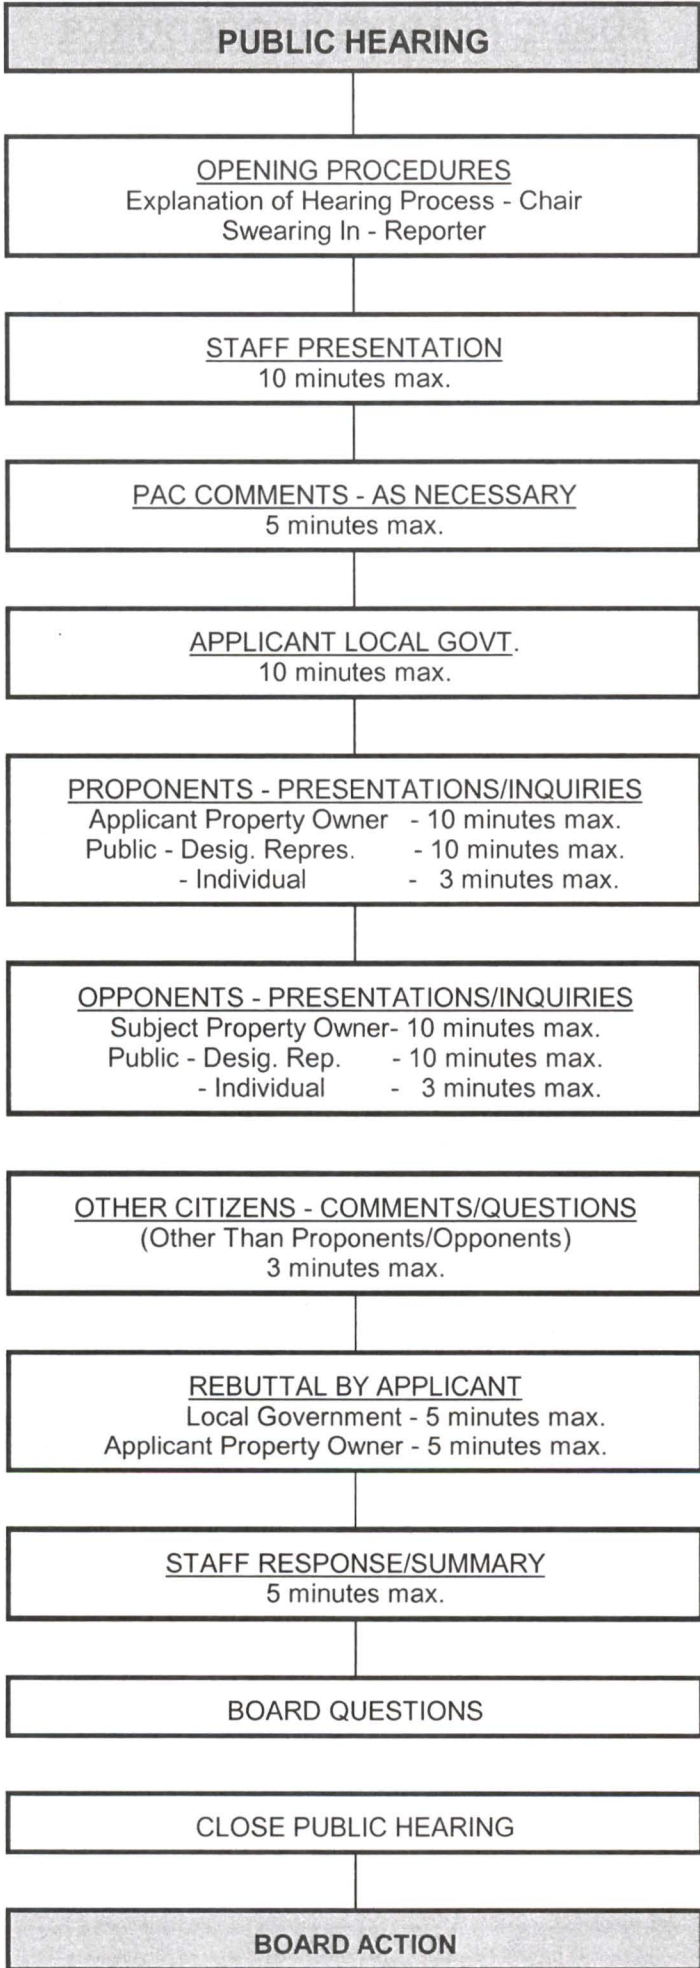 PUBLIC HEARING
OPENING PROCEDURES
Explanation of Hearing Process - Chair
Swearing In - Reporter
STAFF PRESENTATION
10 minutes max.
PAC COMMENTS - AS NECESSARY
5 minutes max.
APPLICANT LOCAL GOVT.
10 minutes max.
PROPONENTS - PRESENTATIONS/INQUIRIES
Applicant Property Owner - 10 minutes max.
Public - Desig. Repres. - 10 minutes max.
- Individual - 3 minutes max.
OPPONENTS - PRESENTATIONS/INQUIRIES
Subject Property Owner- 10 minutes max.
Public - Desig. Rep. - 10 minutes max.
- Individual - 3 minutes max.
OTHER CITIZENS - COMMENTS/QUESTIONS
(Other Than Proponents/Opponents)
3 minutes max.
REBUTTAL BY APPLICANT
Local Government - 5 minutes max.
Applicant Property Owner - 5 minutes max.
STAFF RESPONSE/SUMMARY
5 minutes max.
BOARD QUESTIONS
CLOSE PUBLIC HEARING
BOARD ACTION